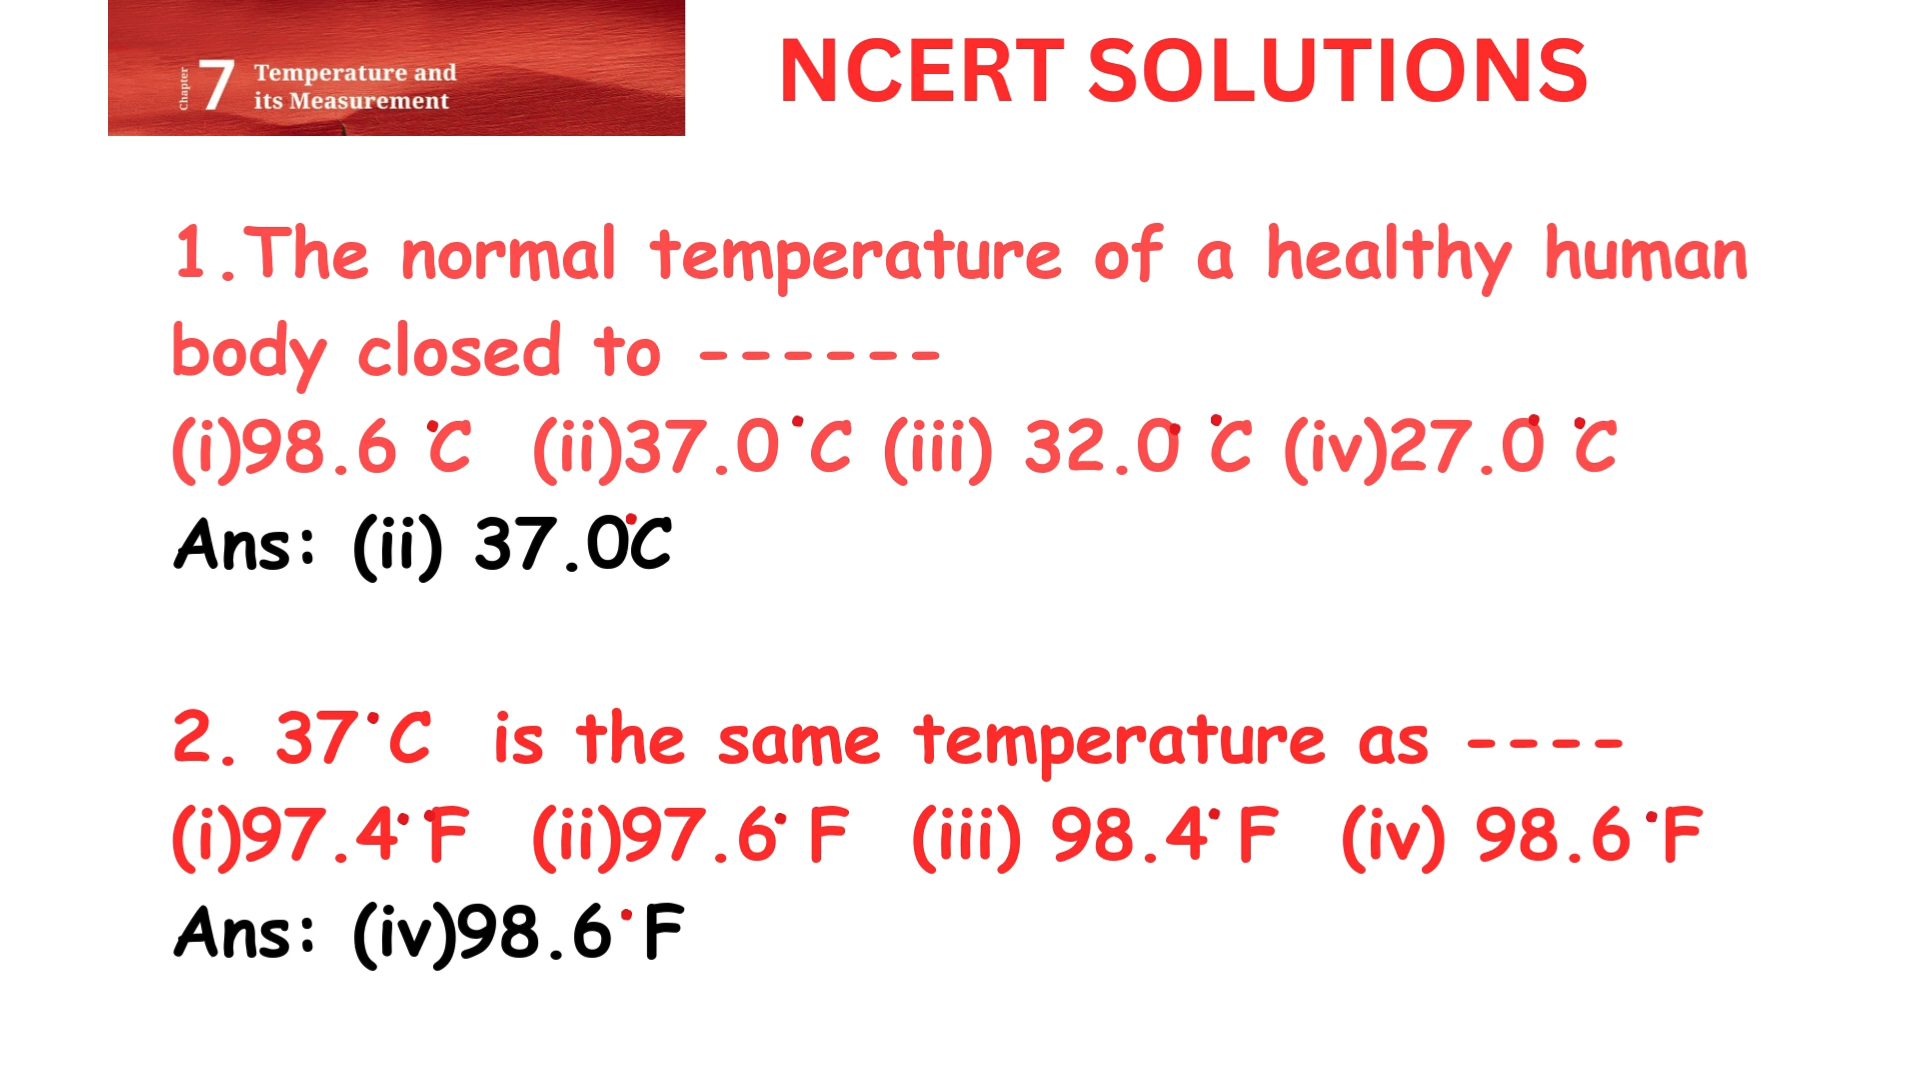 Chapter
7
Temperature and
its Measurement
NCERT SOLUTIONS
1.The normal temperature of a healthy human
body closed to ------
(i)98.6 °C (ii)37.0°C (iii) 32.0° °C (iv)27.0° °C
Ans: (ii) 37.0°C
2. 37°C is the same temperature as ----
(i)97.4° °F (ii)97.6° F (iii) 98.4° F (iv) 98.6°F
Ans: (iv)98.6°F